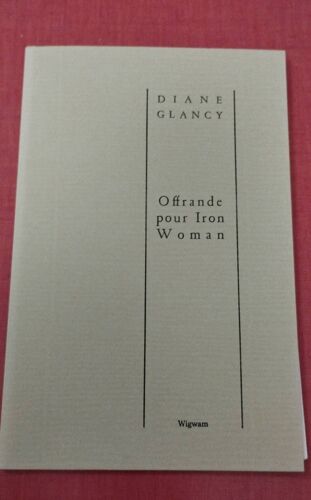 DIANE
GLANCY
Offrande
pour Iron
Woman
Wigwam